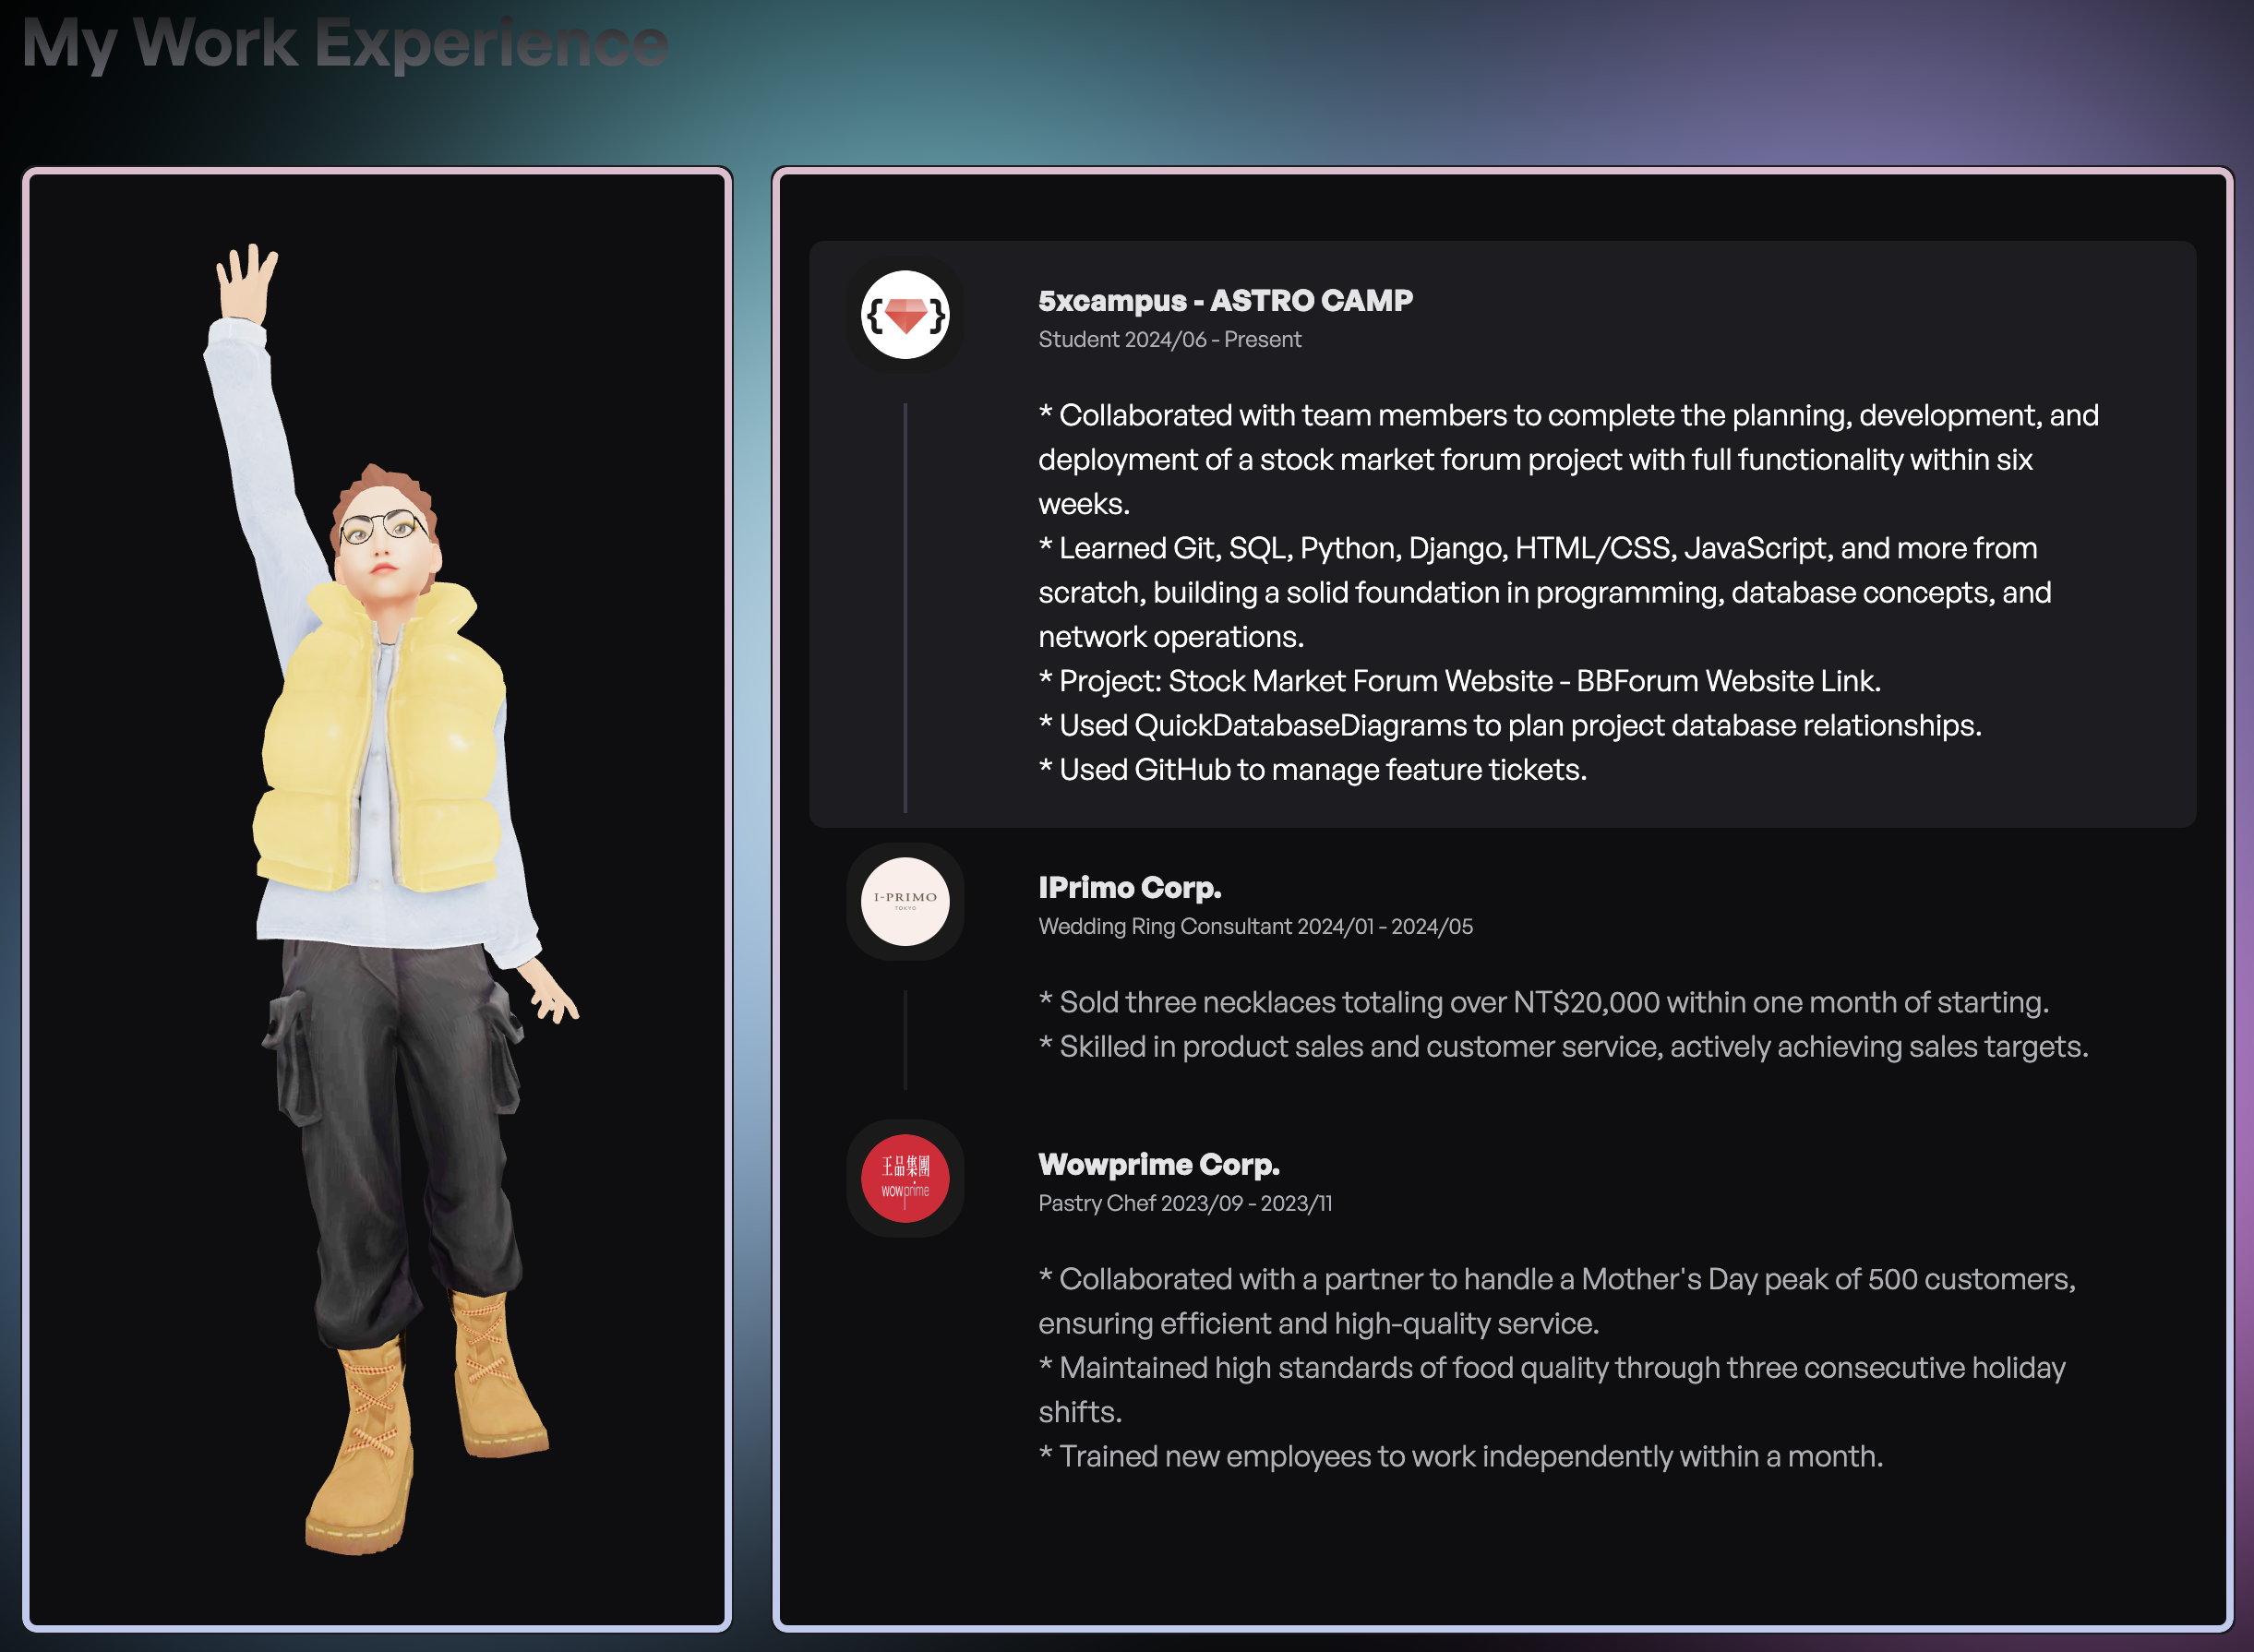 My Work Experience
5xcampus - ASTRO CAMP
Student 2024/06 - Present
* Collaborated with team members to complete the planning, development, and
deployment of a stock market forum project with full functionality within six
weeks.
* Learned Git, SQL, Python, Django, HTML/CSS, JavaScript, and more from
scratch, building a solid foundation in programming, database concepts, and
network operations.
* Project: Stock Market Forum Website - BBForum Website Link.
* Used QuickDatabaseDiagrams to plan project database relationships.
* Used GitHub to manage feature tickets.
I-PRIMO
TOKYO
IPrimo Corp.
Wedding Ring Consultant 2024/01 - 2024/05
* Sold three necklaces totaling over NT$20,000 within one month of starting.
* Skilled in product sales and customer service, actively achieving sales targets.
王品集團
wowprime
Wowprime Corp.
Pastry Chef 2023/09 - 2023/11
* Collaborated with a partner to handle a Mother's Day peak of 500 customers,
ensuring efficient and high-quality service.
* Maintained high standards of food quality through three consecutive holiday
shifts.
* Trained new employees to work independently within a month.